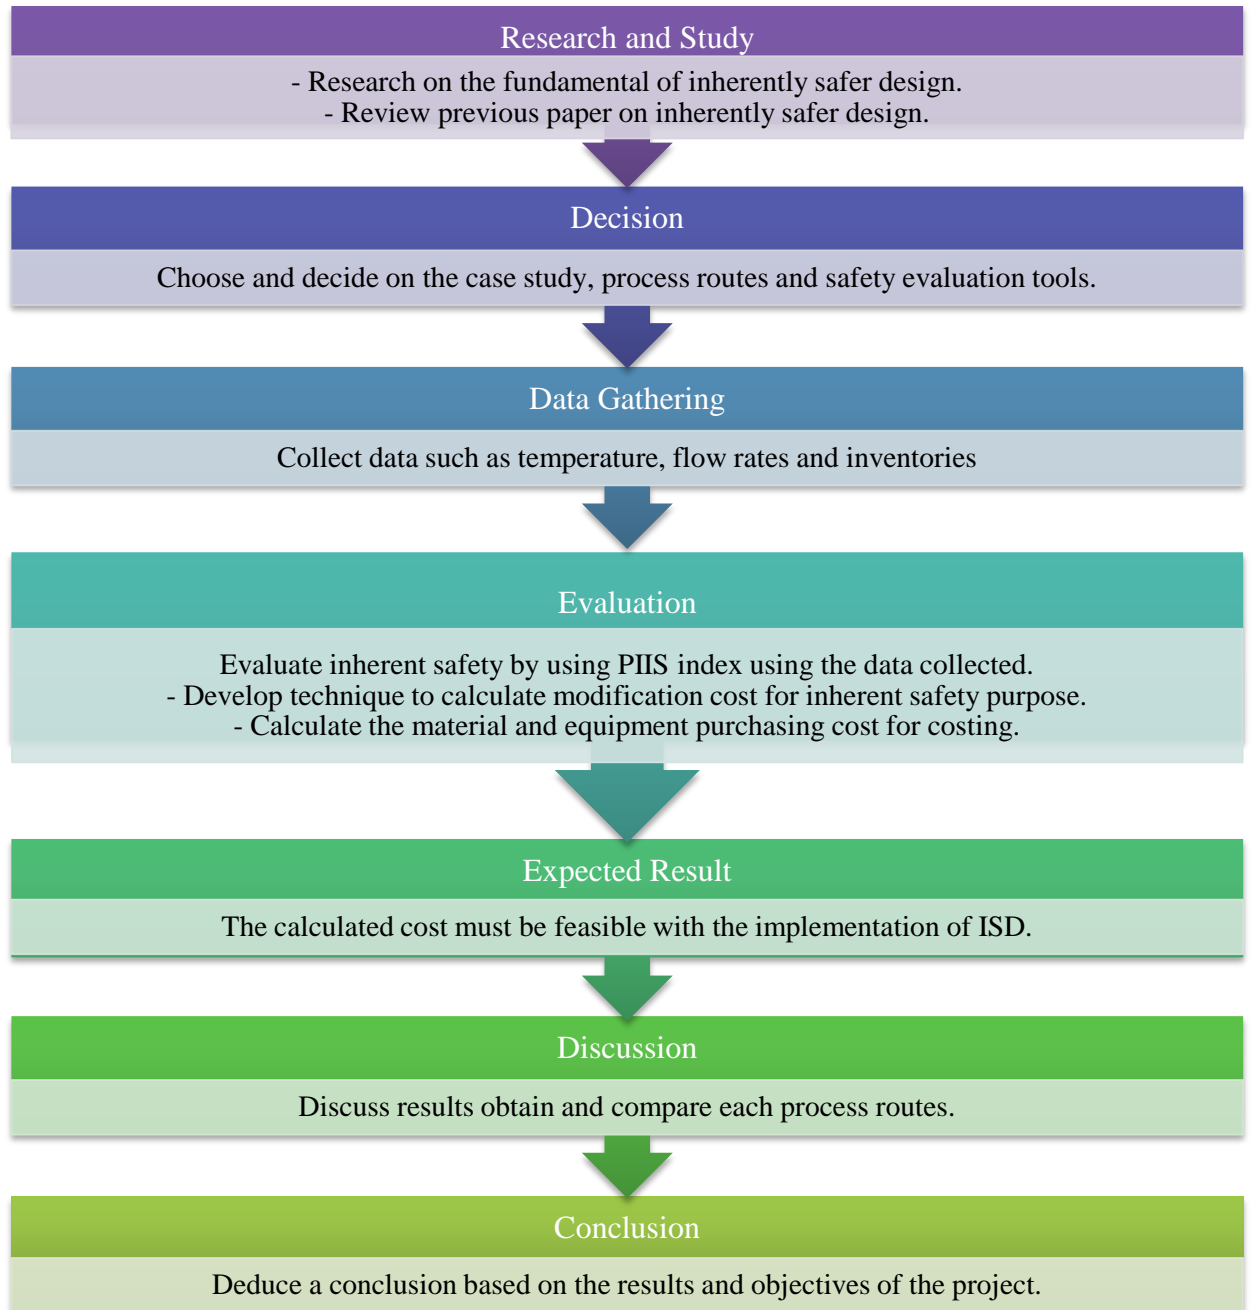 Research and Study
- Research on the fundamental of inherently safer design.
- Review previous paper on inherently safer design.
Decision
Choose and decide on the case study, process routes and safety evaluation tools.
Data Gathering
Collect data such as temperature, flow rates and inventories
Evaluation
Evaluate inherent safety by using PIIS index using the data collected.
- Develop technique to calculate modification cost for inherent safety purpose.
- Calculate the material and equipment purchasing cost for costing.
Expected Result
The calculated cost must be feasible with the implementation of ISD.
Discussion
Discuss results obtain and compare each process routes.
Conclusion
Deduce a conclusion based on the results and objectives of the project.